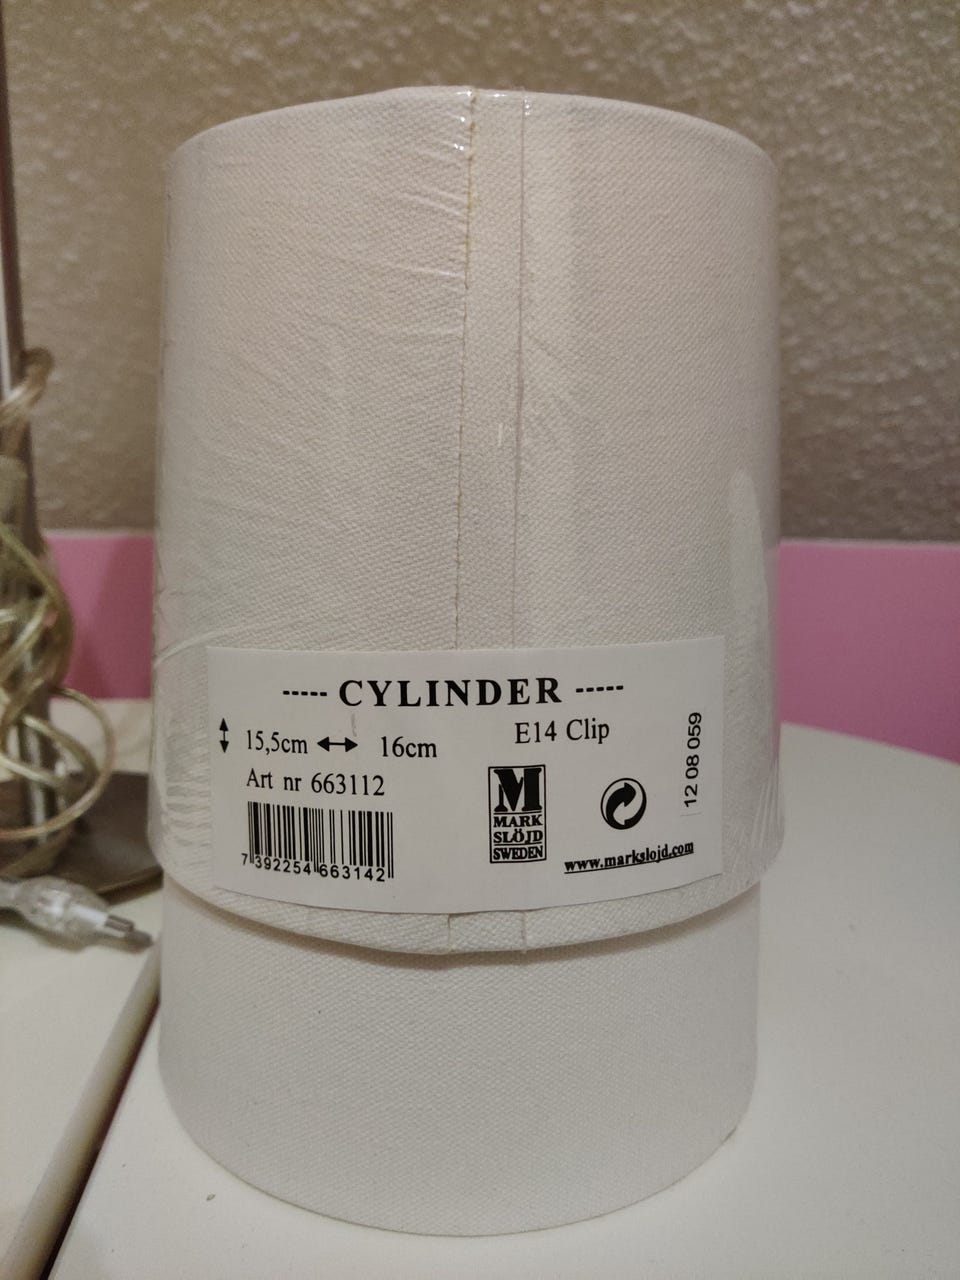 ----- CYLINDER -----
15,5cm 16cm
E14 Clip
Art nr 663112
7 392254 663142
M
MARK
SLÖJD
SWEDEN
www.markslojd.com
12 08 059